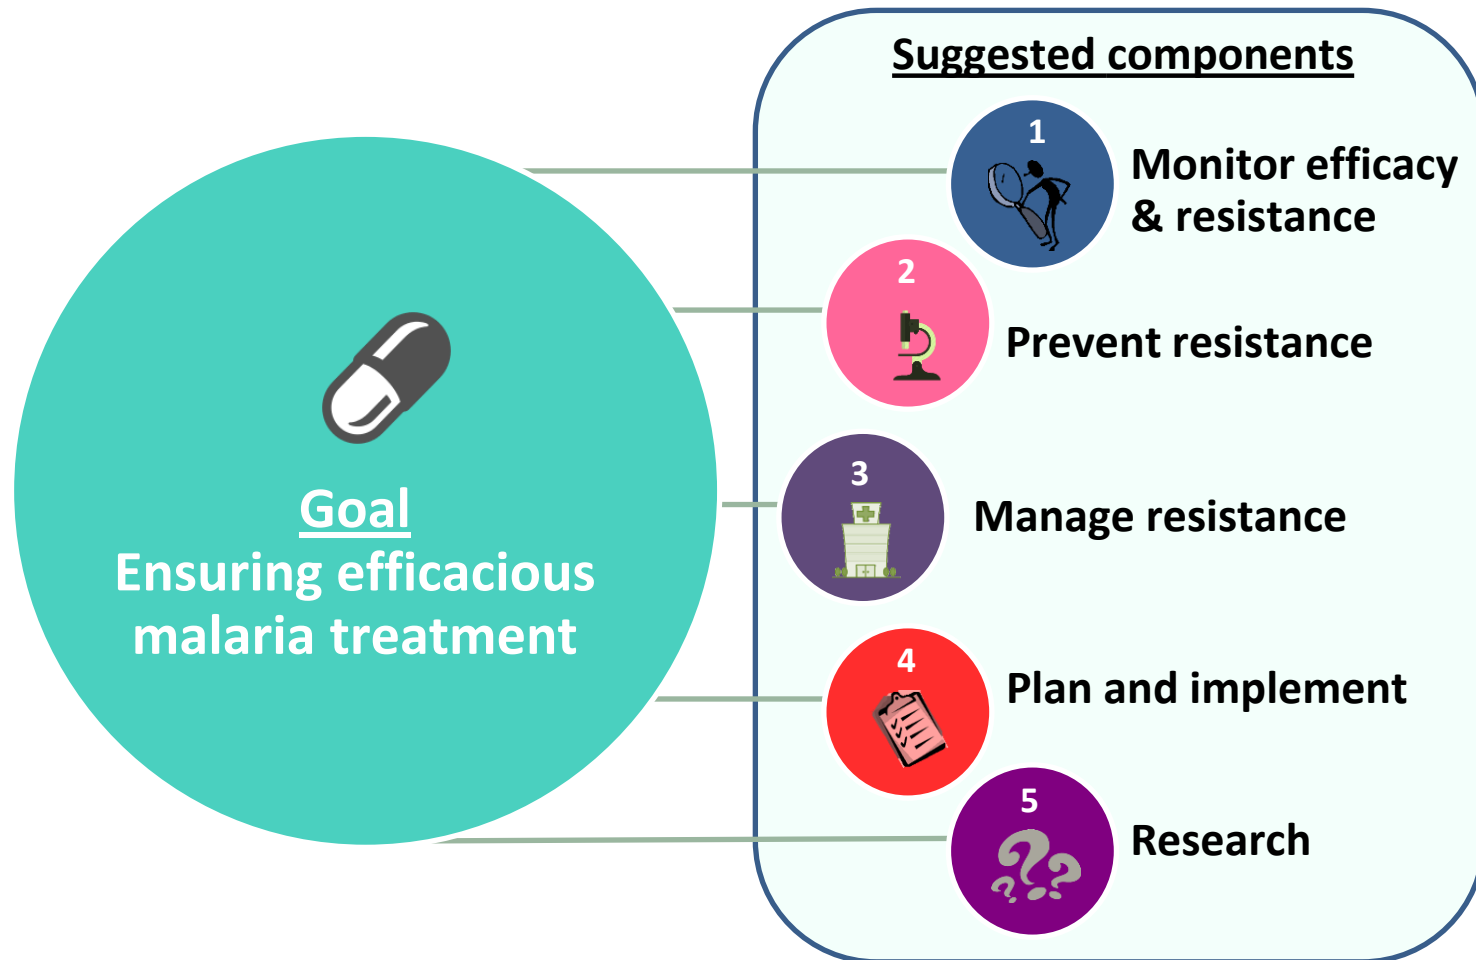 Suggested components
1
Monitor efficacy
& resistance
2
Prevent resistance
3
Manage resistance
4
Plan and implement
5
Research
Goal
Ensuring efficacious
malaria treatment